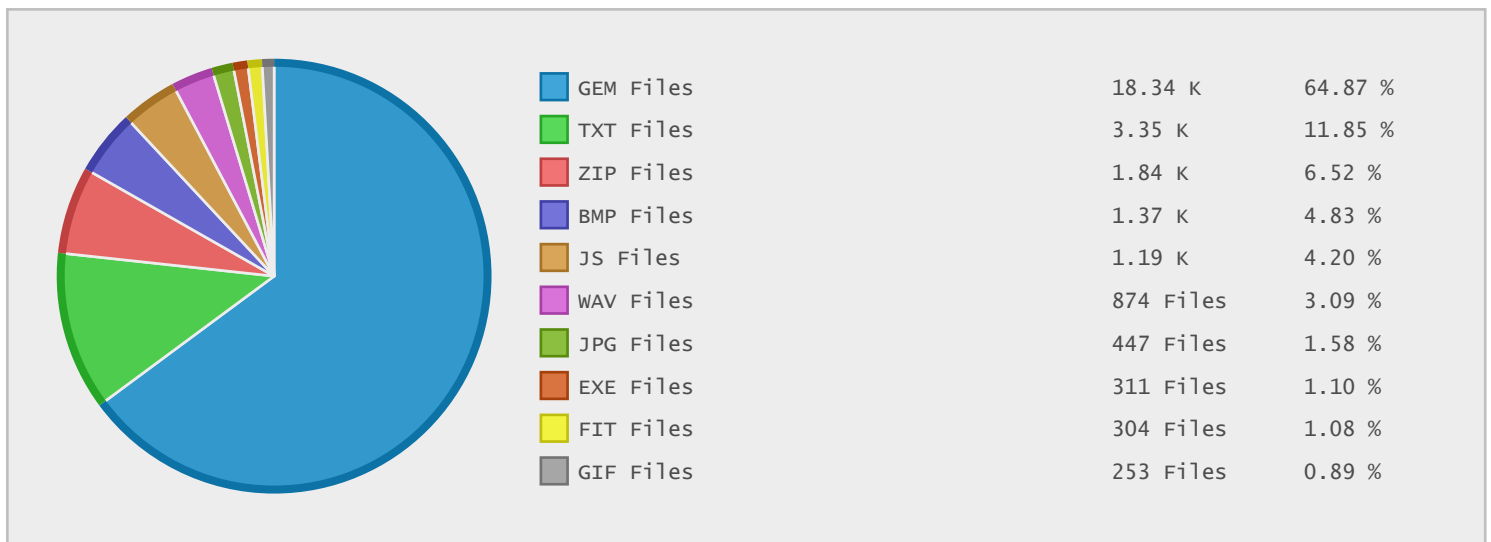 GEM Files 18.34 K 64.87 %
TXT Files 3.35 K 11.85 %
ZIP Files 1.84 K 6.52 %
BMP Files 1.37 K 4.83 %
JS Files 1.19 K 4.20 %
WAV Files 874 Files 3.09 %
JPG Files 447 Files 1.58 %
EXE Files 311 Files 1.10 %
FIT Files 304 Files 1.08 %
GIF Files 253 Files 0.89 %